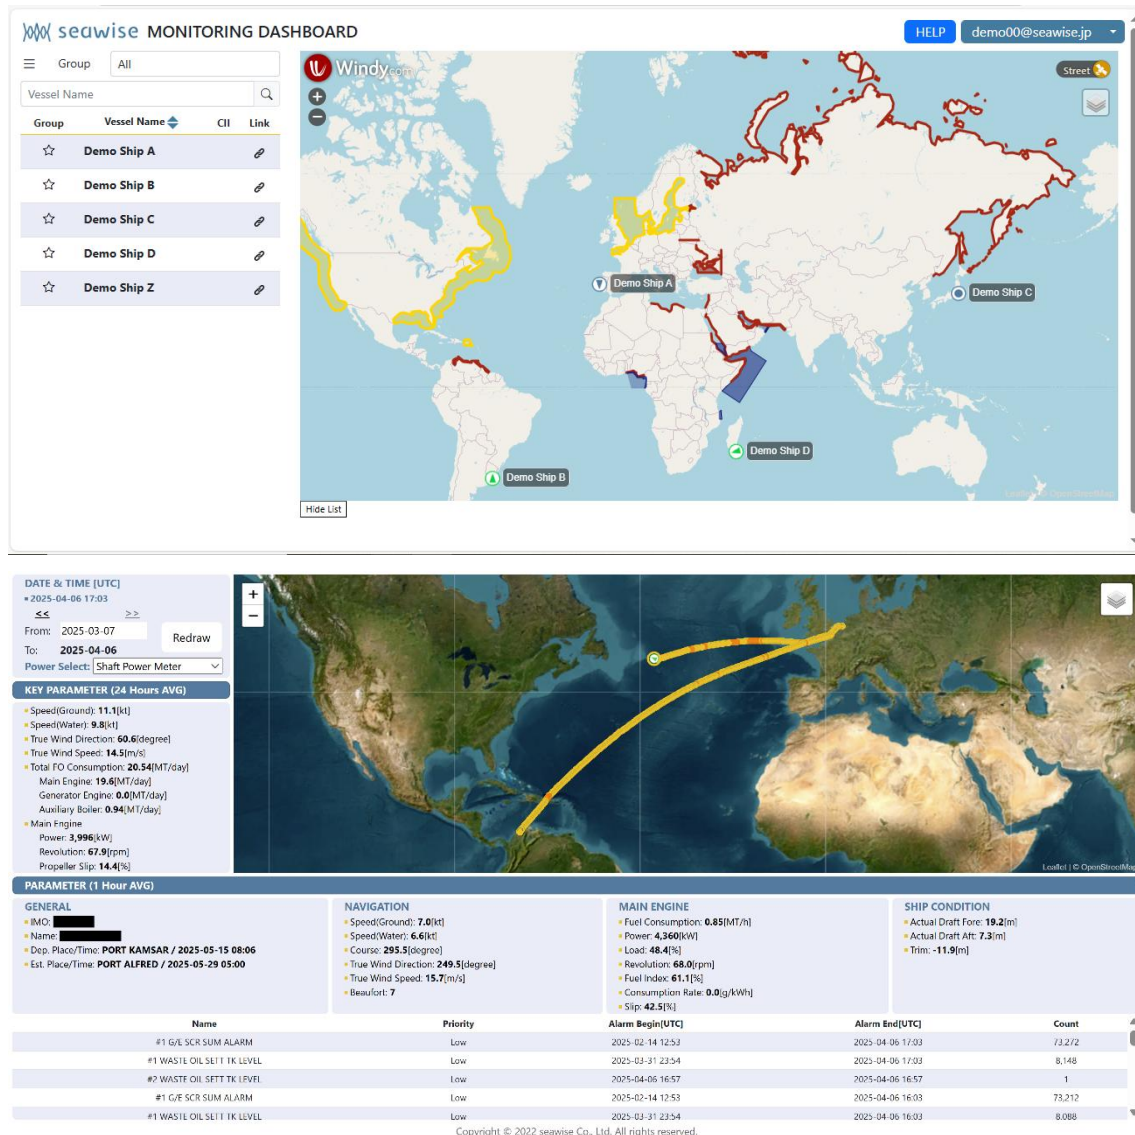 seawise MONITORING DASHBOARD
HELP
demo00@seawise.jp
Group
All
Vessel Name
Group Vessel Name CII Link
Demo Ship A
Demo Ship B
Demo Ship C
Demo Ship D
Demo Ship Z
Windy.com
+
−
Street
Demo Ship A
Demo Ship C
Demo Ship D
Demo Ship B
Leaflet | © OpenStreetMap
Hide List
DATE & TIME [UTC]
2025-04-06 17:03
<< >>
From: 2025-03-07
To: 2025-04-06
Redraw
Power Select: Shaft Power Meter
KEY PARAMETER (24 Hours AVG)
Speed(Ground): 11.1[kt]
Speed(Water): 9.8[kt]
True Wind Direction: 60.6[degree]
True Wind Speed: 14.5[m/s]
Total FO Consumption: 20.54[MT/day]
Main Engine: 19.6[MT/day]
Generator Engine: 0.0[MT/day]
Auxiliary Boiler: 0.94[MT/day]
Main Engine
Power: 3,996[kW]
Revolution: 67.9[rpm]
Propeller Slip: 14.4[%]
+
−
Leaflet | © OpenStreetMap
PARAMETER (1 Hour AVG)
GENERAL
IMO:
Name:
Dep. Place/Time: PORT KAMSAR / 2025-05-15 08:06
Est. Place/Time: PORT ALFRED / 2025-05-29 05:00
NAVIGATION
Speed(Ground): 7.0[kt]
Speed(Water): 6.6[kt]
Course: 295.5[degree]
True Wind Direction: 249.5[degree]
True Wind Speed: 15.7[m/s]
Beaufort: 7
MAIN ENGINE
Fuel Consumption: 0.85[MT/h]
Power: 4,360[kW]
Load: 48.4[%]
Revolution: 68.0[rpm]
Fuel Index: 61.1[%]
Consumption Rate: 0.0[g/kWh]
Slip: 42.5[%]
SHIP CONDITION
Actual Draft Fore: 19.2[m]
Actual Draft Aft: 7.3[m]
Trim: -11.9[m]
Name Priority Alarm Begin[UTC] Alarm End[UTC] Count
#1 G/E SCR SUM ALARM Low 2025-02-14 12:53 2025-04-06 17:03 73,272
#1 WASTE OIL SETT TK LEVEL Low 2025-03-31 23:54 2025-04-06 17:03 8,148
#2 WASTE OIL SETT TK LEVEL Low 2025-04-06 16:57 2025-04-06 16:57 1
#1 G/E SCR SUM ALARM Low 2025-02-14 12:53 2025-04-06 16:03 73,212
#1 WASTE OIL SETT TK LEVEL Low 2025-03-31 23:54 2025-04-06 16:03 8,088
Copyright © 2022 seawise Co., Ltd. All rights reserved.